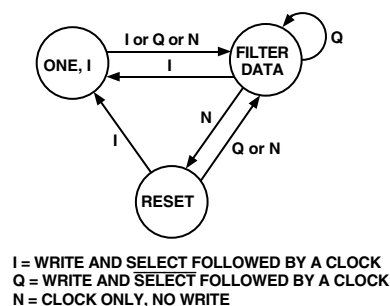 I or Q or N
Q
ONE, I
I
FILTER
DATA
N
I
Q or N
RESET
I = WRITE AND SELECT FOLLOWED BY A CLOCK
Q = WRITE AND S̅E̅L̅E̅C̅T̅ FOLLOWED BY A CLOCK
N = CLOCK ONLY, NO WRITE